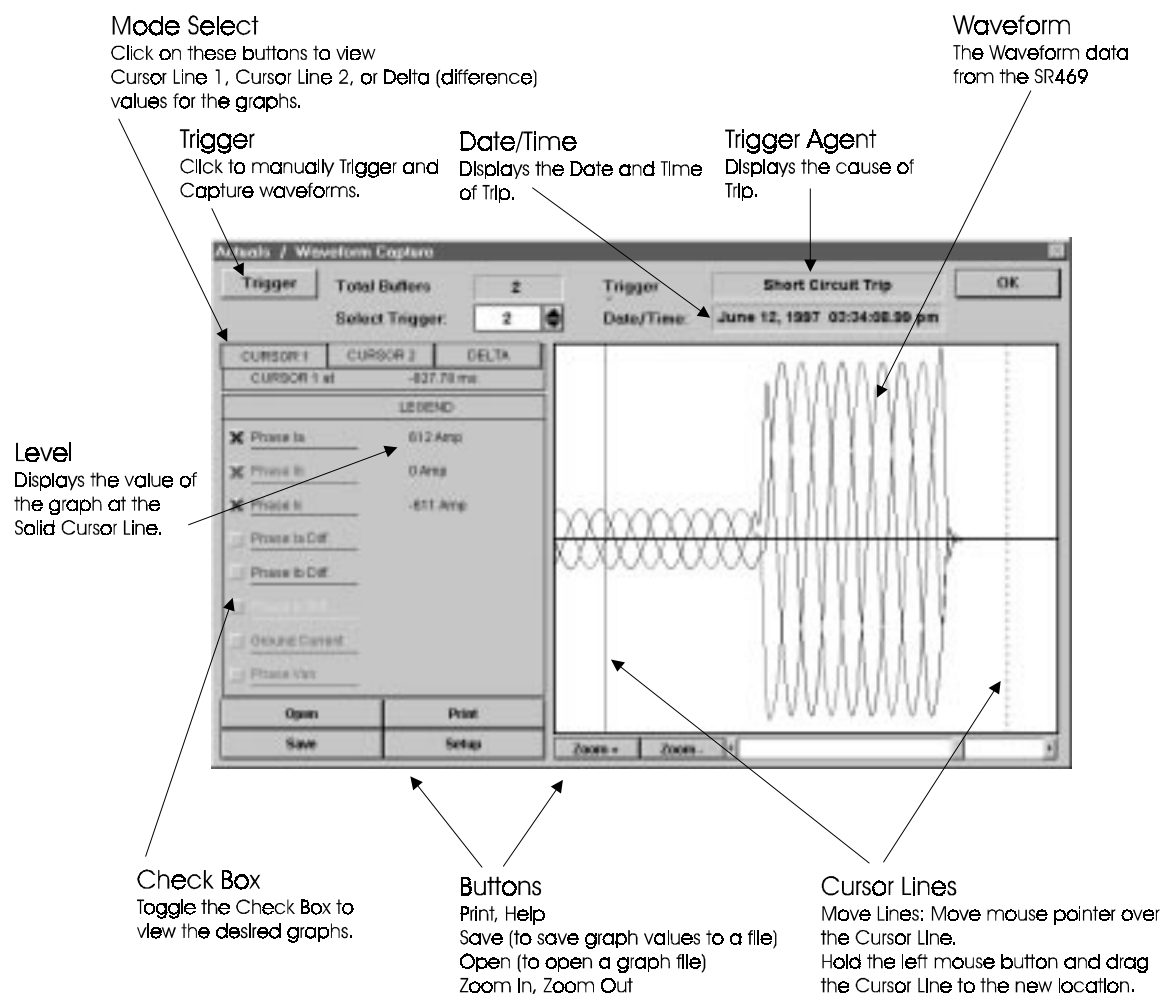 Mode Select
Click on these buttons to view
Cursor Line 1, Cursor Line 2, or Delta (difference)
values for the graphs.
Waveform
The Waveform data
from the SR469
Trigger
Click to manually Trigger and
Capture waveforms.
Date/Time
Displays the Date and Time
of Trip.
Trigger Agent
Displays the cause of
Trip.
Actuals / Waveform Capture
Trigger
Total Buffers
2
Trigger
Short Circuit Trip
OK
Select Trigger:
2
Date/Time:
June 12, 1997 03:34:08.99 pm
CURSOR 1
CURSOR 2
DELTA
CURSOR 1 at
ms
LEGEND
Phase Ia
612 Amp
Phase Ib
0 Amp
Phase Ic
-611 Amp
Phase Ia Diff
Phase Ib Diff
Ground Current
Phase
Open
Print
Save
Setup
Zoom +
Zoom -
Level
Displays the value of
the graph at the
Solid Cursor Line.
Check Box
Toggle the Check Box to
view the desired graphs.
Buttons
Print, Help
Save (to save graph values to a file)
Open (to open a graph file)
Zoom In, Zoom Out
Cursor Lines
Move Lines: Move mouse pointer over
the Cursor Line.
Hold the left mouse button and drag
the Cursor Line to the new location.